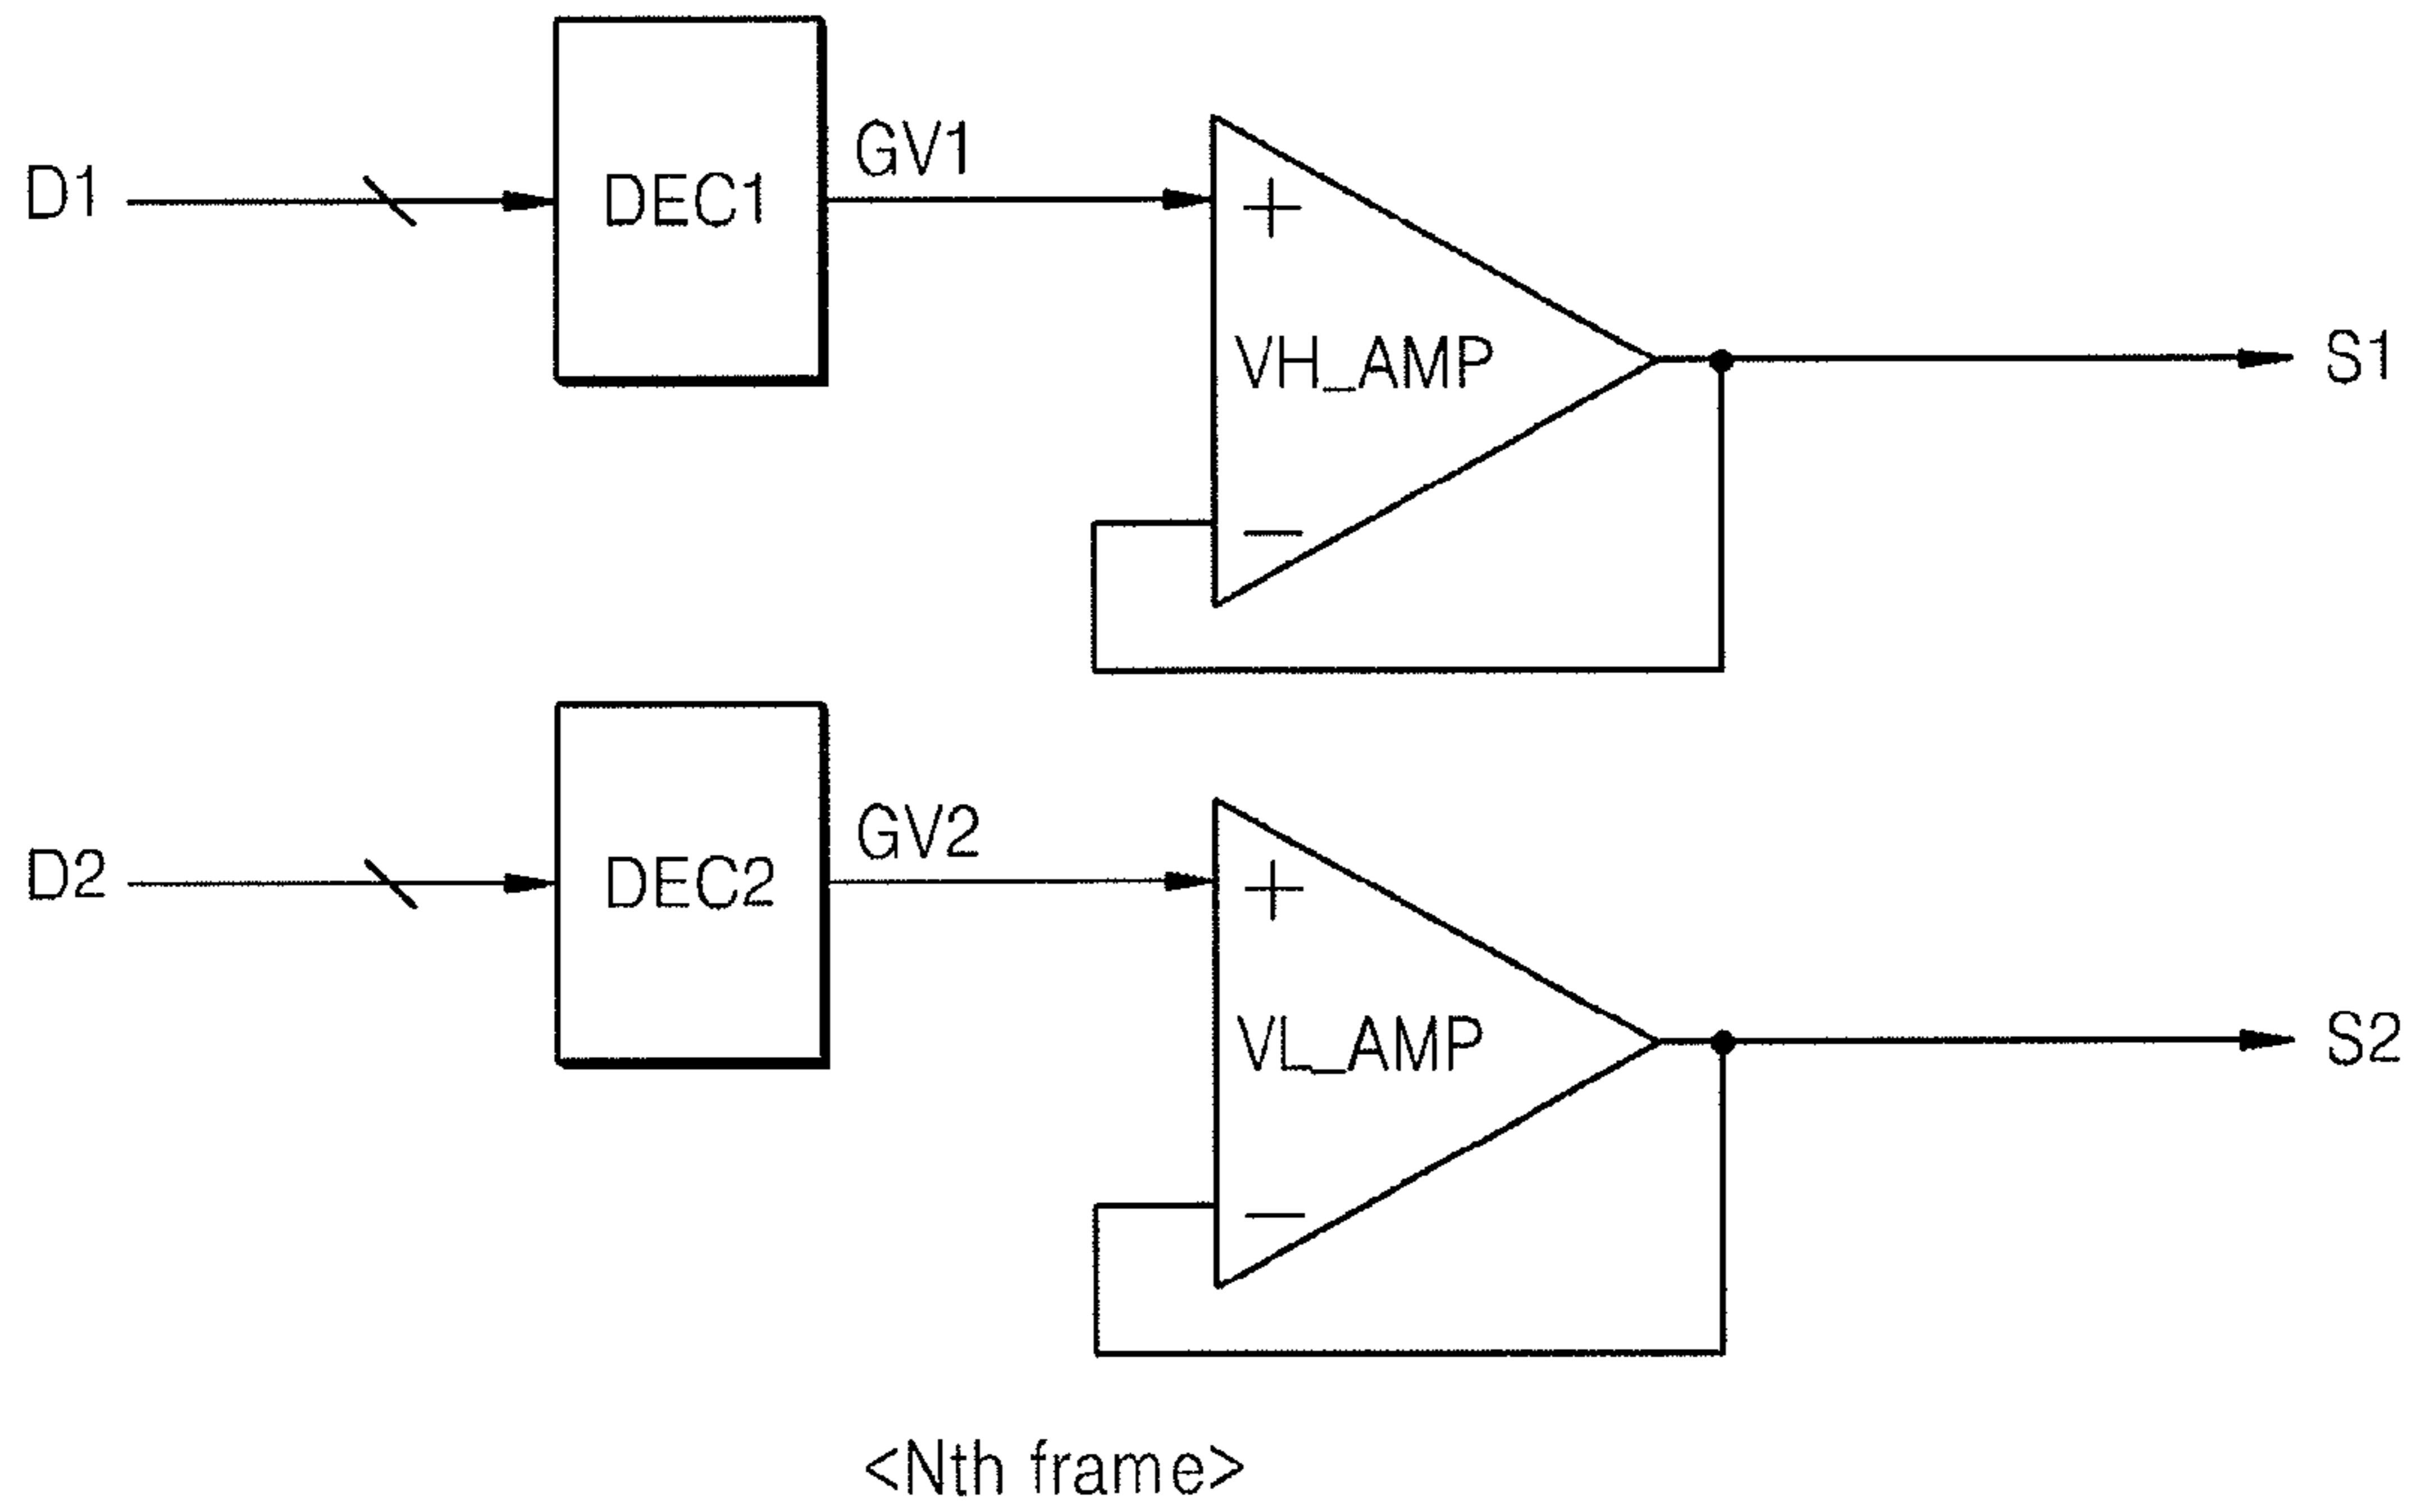 D1
DEC1
GV1
+
VH_AMP
−
S1
D2
DEC2
GV2
+
VL_AMP
−
S2
<Nth frame>